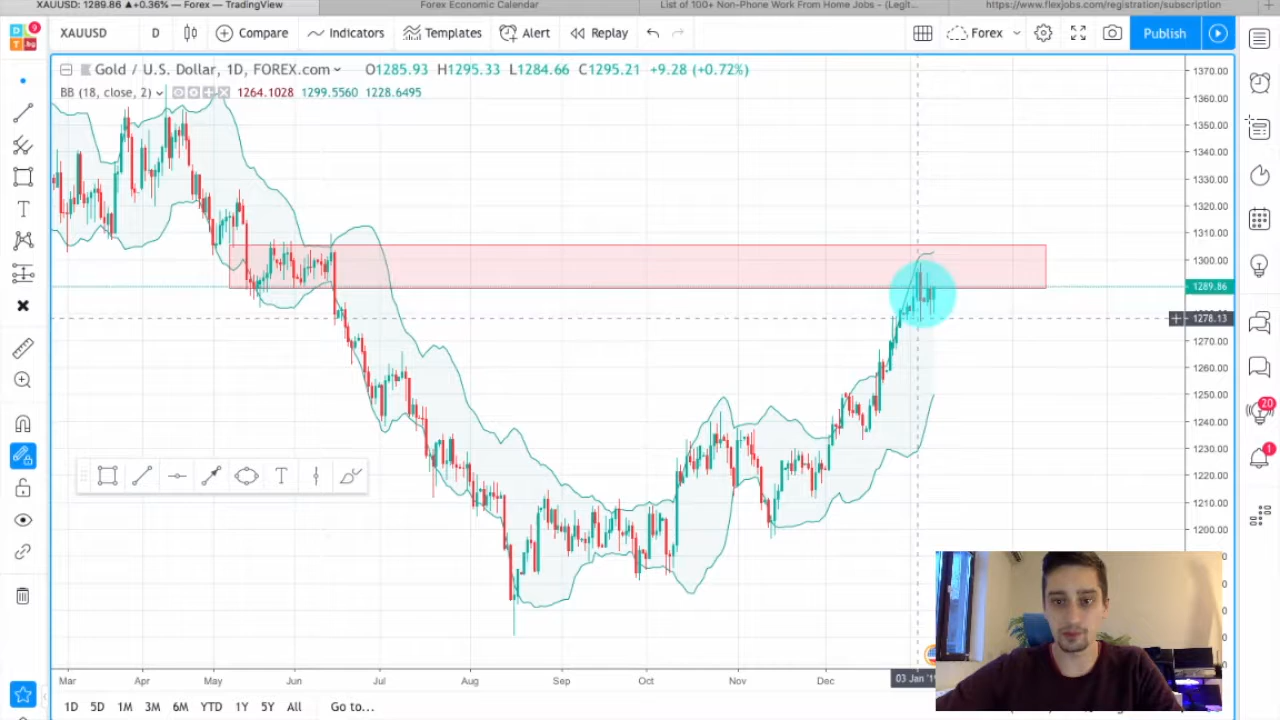 XAUUSD: 1289.86 ▲+0.36% — Forex — TradingView
Forex Economic Calendar
List of 100+ Non-Phone Work From Home Jobs - (Legit...
https://www.flexjobs.com/registration/subscription
9
XAUUSD D Compare Indicators Templates Alert Replay Forex Publish
Gold / U.S. Dollar, 1D, FOREX.com O1285.93 H1295.33 L1284.66 C1295.21 +9.28 (+0.72%)
BB (18, close, 2) 1264.1028 1299.5560 1228.6495
1370.00
1360.00
1350.00
1340.00
1330.00
1320.00
1310.00
1300.00
1289.86
1278.13
1270.00
1260.00
1250.00
1240.00
1230.00
1220.00
1210.00
1200.00
20
1
T
T
Mar Apr May Jun Jul Aug Sep Oct Nov Dec 03 Jan '1
1D 5D 1M 3M 6M YTD 1Y 5Y All Go to...